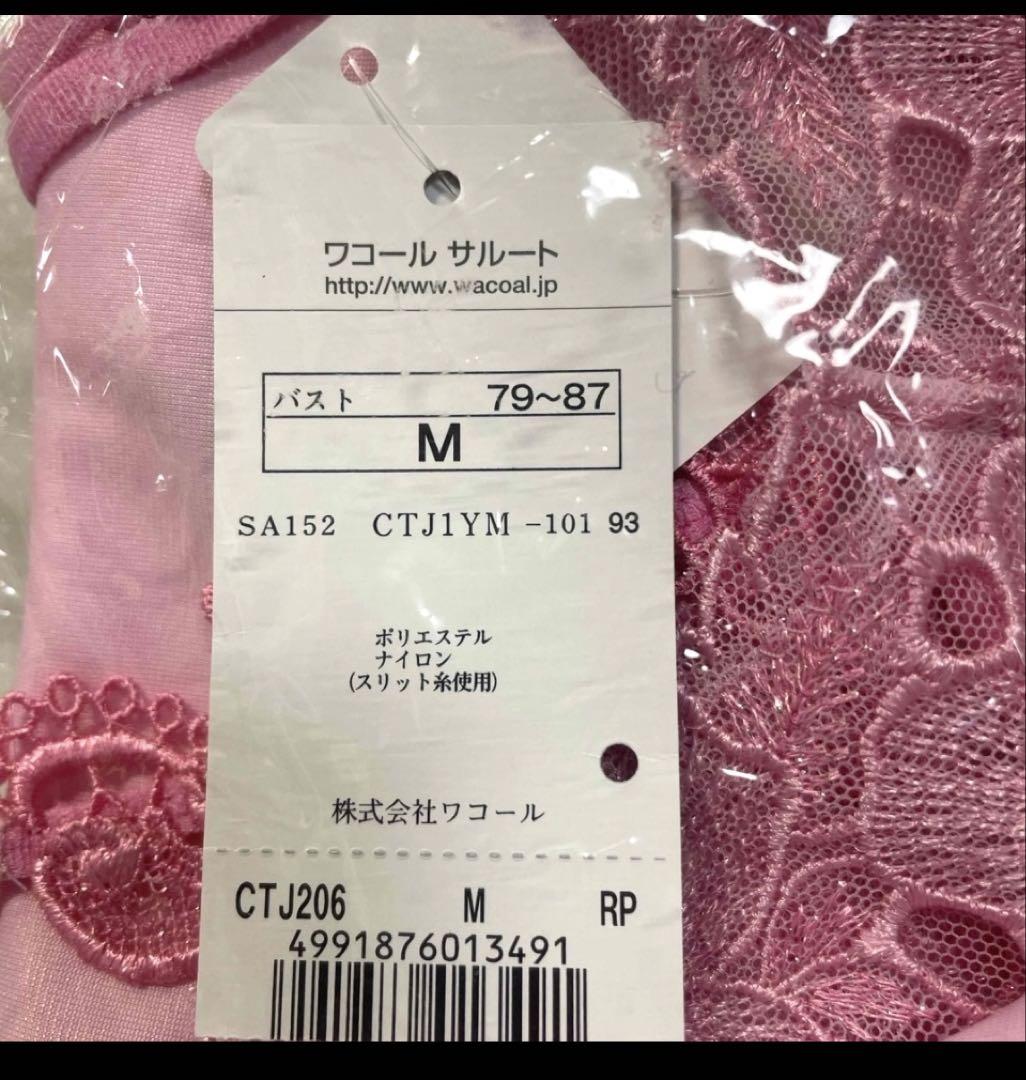 ワコール サルート
http://www.wacoal.jp
バスト 79~87
M
SA152 CTJ1YM -101 93
ポリエステル
ナイロン
(スリット糸使用)
株式会社ワコール
CTJ206 M RP
4991876013491